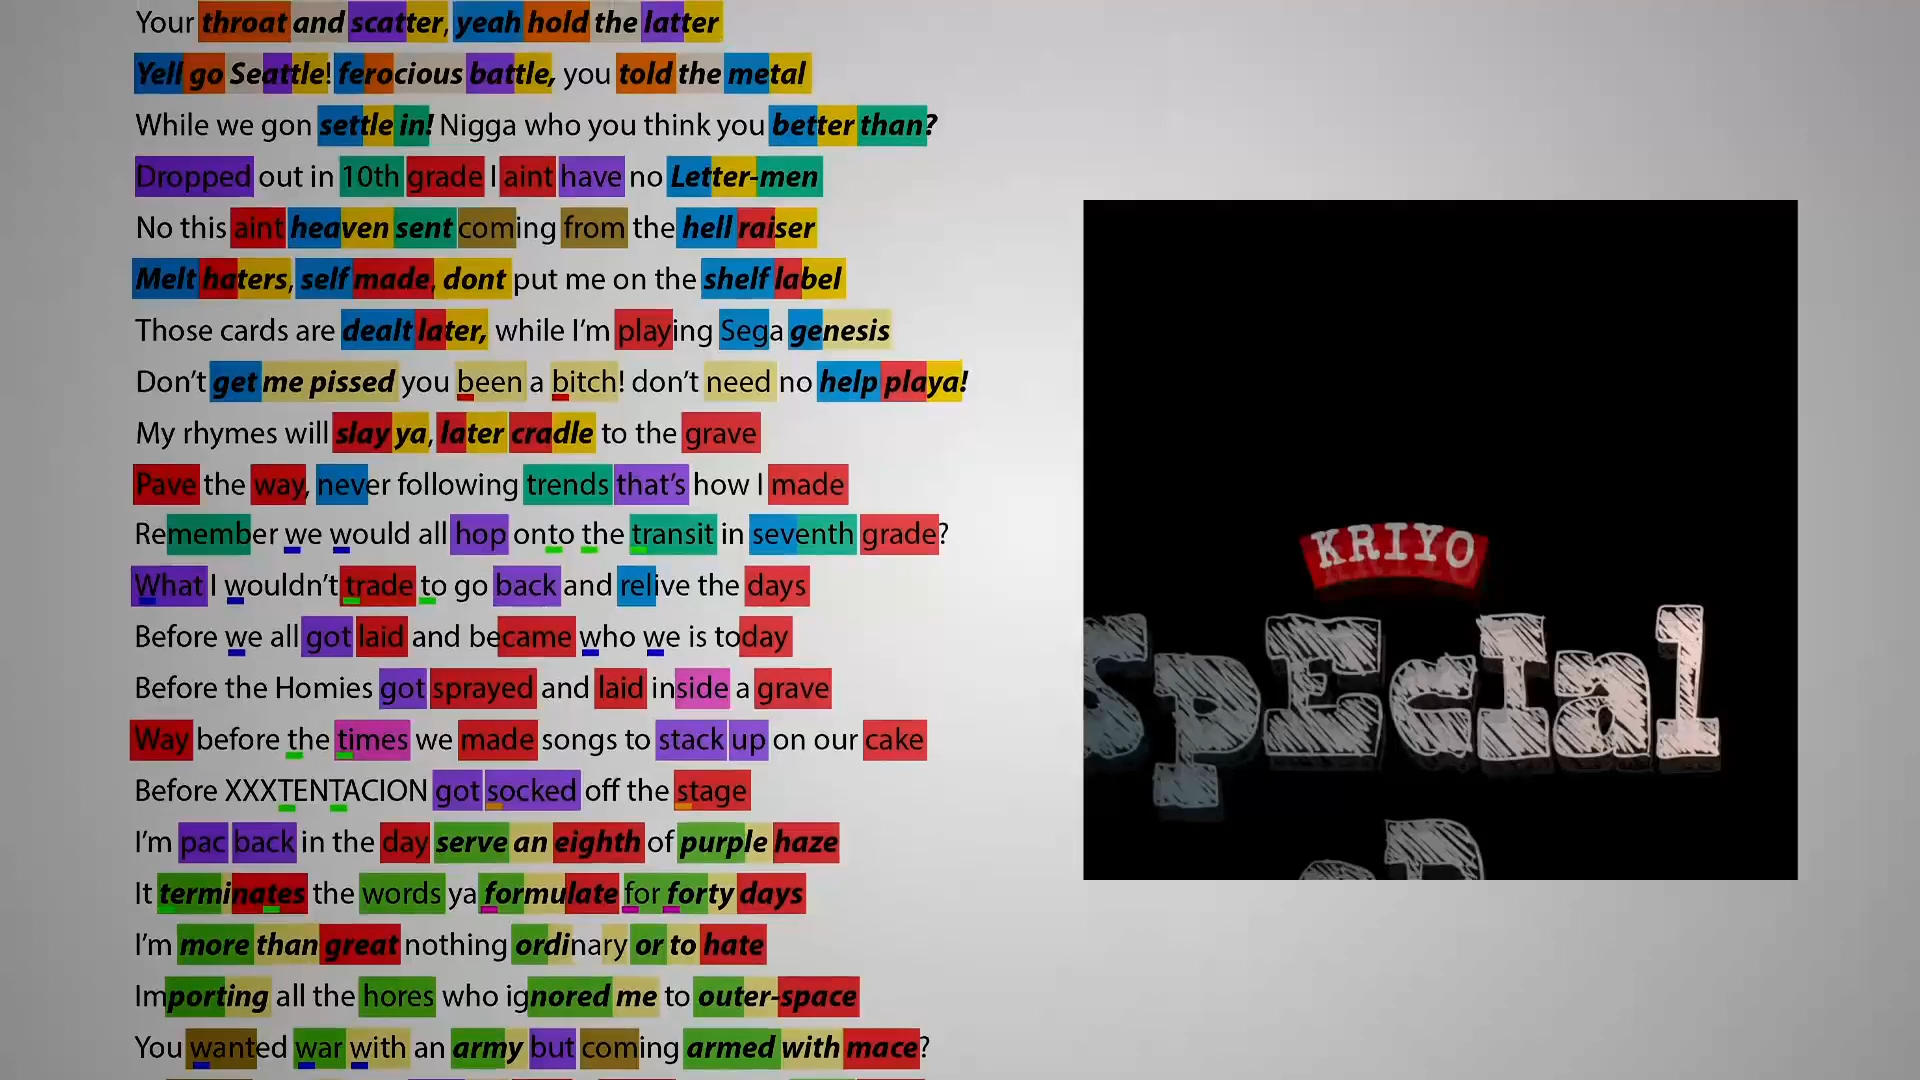 Your throat and scatter, yeah hold the latter
Yell go Seattle! ferocious battle, you told the metal
While we gon settle in! Nigga who you think you better than?
Dropped out in 10th grade I aint have no Letter-men
No this aint heaven sent coming from the hell raiser
Melt haters, self made, dont put me on the shelf label
Those cards are dealt later, while I'm playing Sega genesis
Don't get me pissed you been a bitch! don't need no help playa!
My rhymes will slay ya, later cradle to the grave
Pave the way, never following trends that's how I made
Remember we would all hop onto the transit in seventh grade?
What I wouldn't trade to go back and relive the days
Before we all got laid and became who we is today
Before the Homies got sprayed and laid inside a grave
Way before the times we made songs to stack up on our cake
Before XXXTENTACION got socked off the stage
I'm pac back in the day serve an eighth of purple haze
It terminates the words ya formulate for forty days
I'm more than great nothing ordinary or to hate
Importing all the hores who ignored me to outer-space
You wanted war with an army but coming armed with mace?
KRIYO
SpEcIal